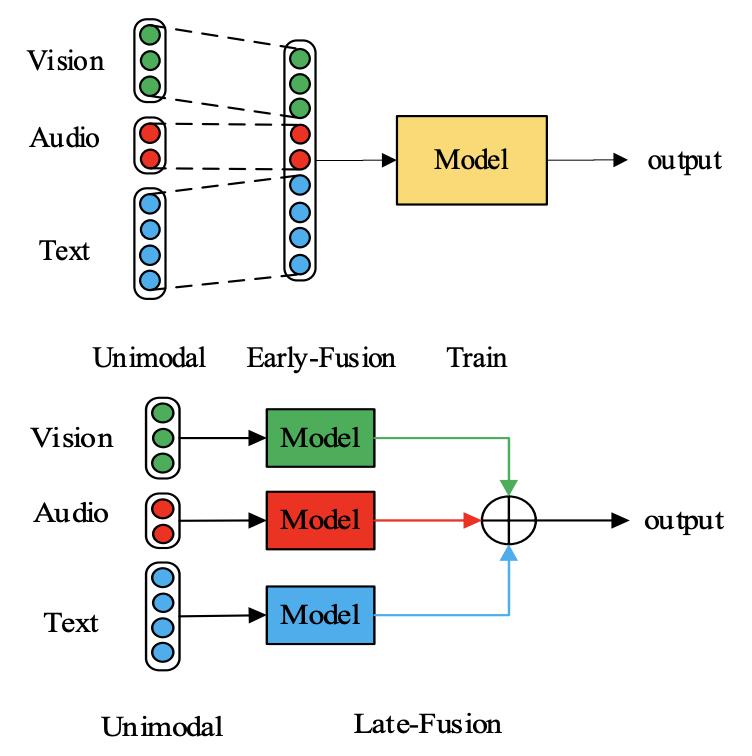 Vision
Audio
Model
output
Text
Unimodal Early-Fusion Train
Vision
Model
Audio
Model
output
Text
Model
Unimodal
Late-Fusion